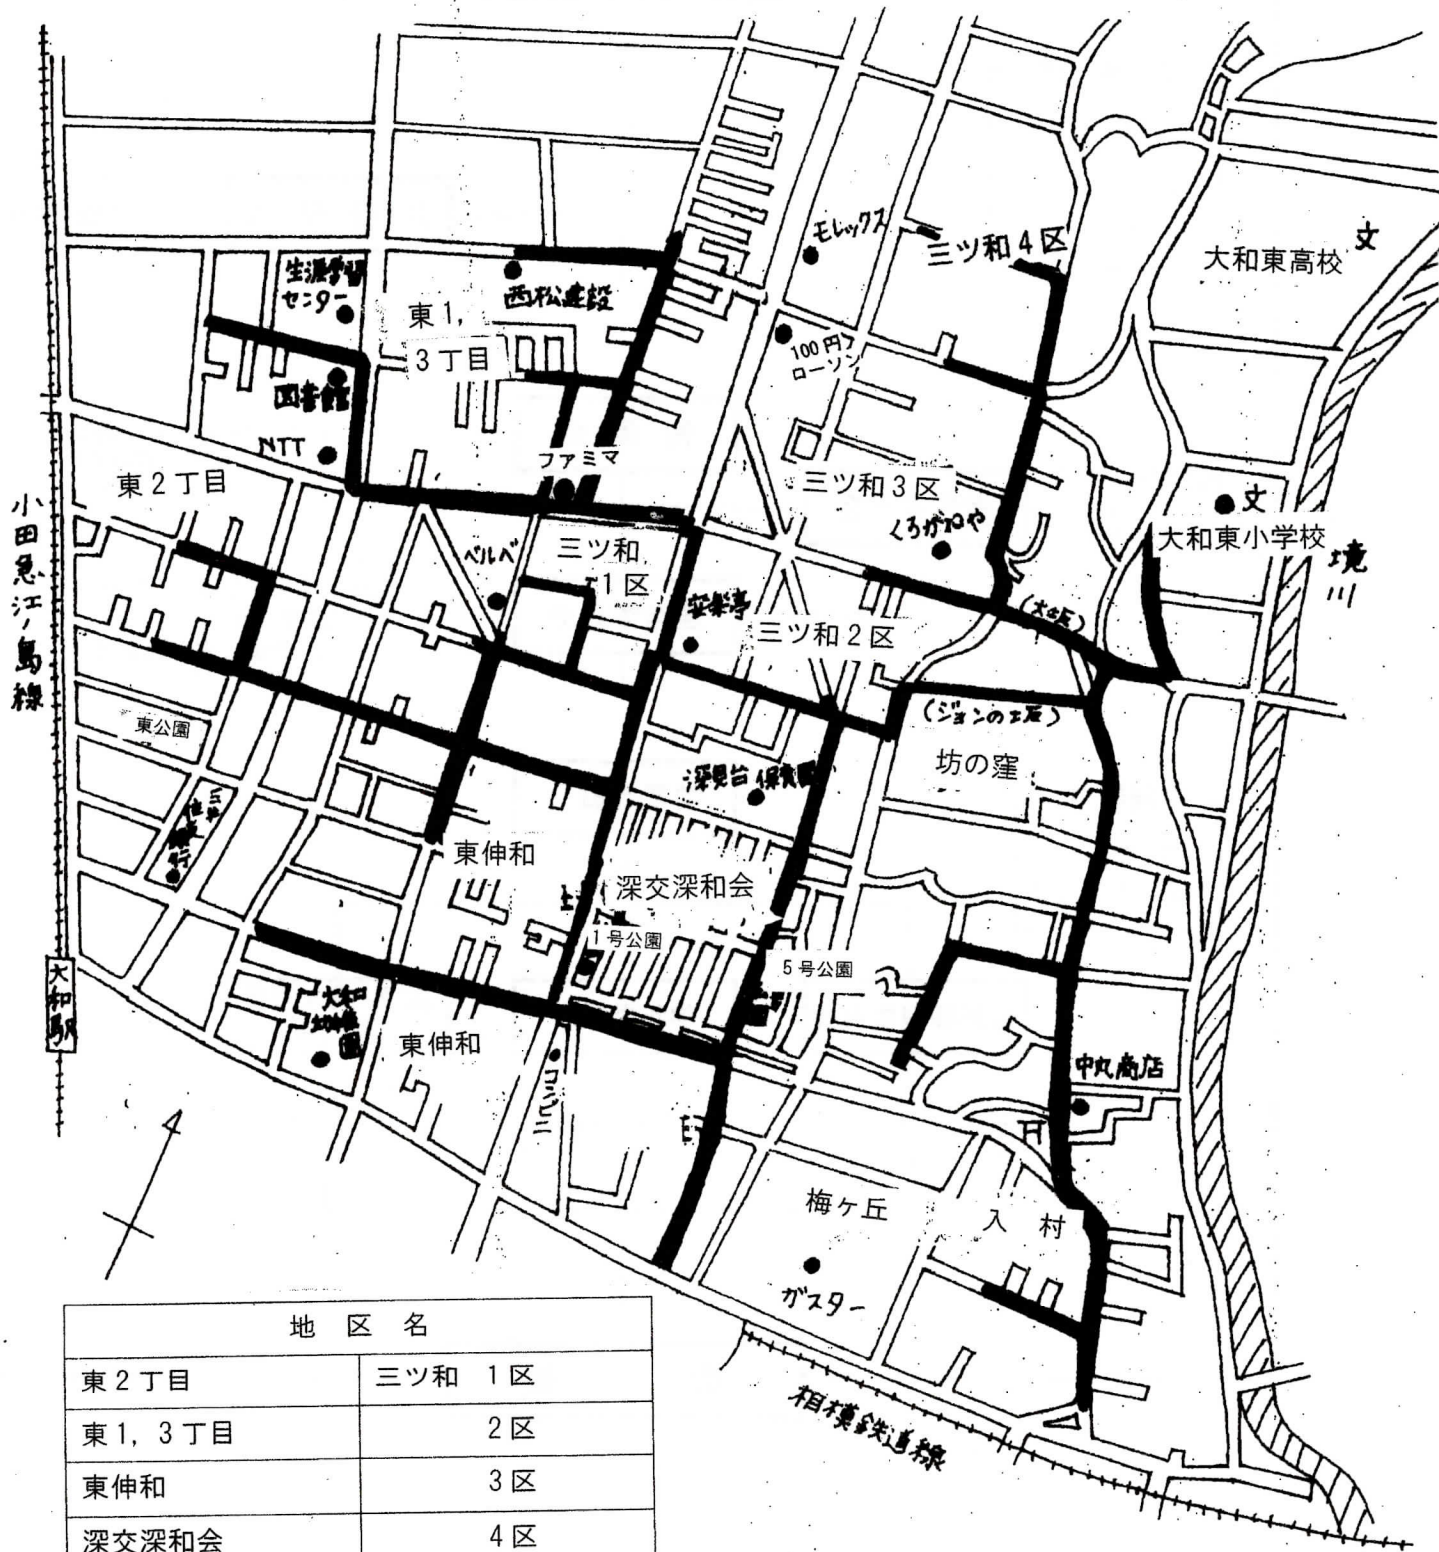 モレックス
三ツ和4区
文
大和東高校
生涯学習
センター
西松建設
東1,
3丁目
100円
ローソン
図書館
NTT
ファミマ
東2丁目
三ツ和3区
くろがねや
文
大和東小学校
境川
小田急江ノ島線
ベルベ
三ツ和
1区
安楽亭
三ツ和2区
(ジョンの坂)
坊の窪
東公園
深見台保育園
銀行
東伸和
深交深和会
1号公園
5号公園
大和駅
大和
東伸和
コンビニ
中丸商店
梅ヶ丘
入村
ガスター
相模鉄道線
地区名
東2丁目 三ツ和 1区
東1, 3丁目 2区
東伸和 3区
深交深和会 4区